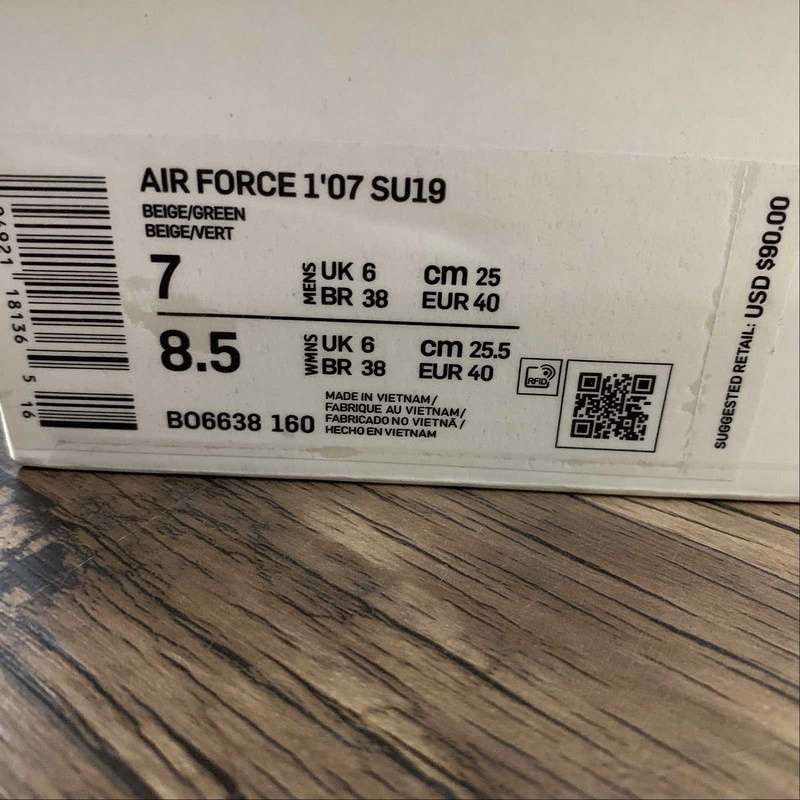 AIR FORCE 1'07 SU19
BEIGE/GREEN
BEIGE/VERT
7 MENS UK 6 cm 25
BR 38 EUR 40
8.5 WMNS UK 6 cm 25.5
BR 38 EUR 40
RFID
BO6638 160
MADE IN VIETNAM/
FABRIQUE AU VIETNAM/
FABRICADO NO VIETNÃ/
HECHO EN VIETNAM
18136 5 16
SUGGESTED RETAIL: USD $90.00